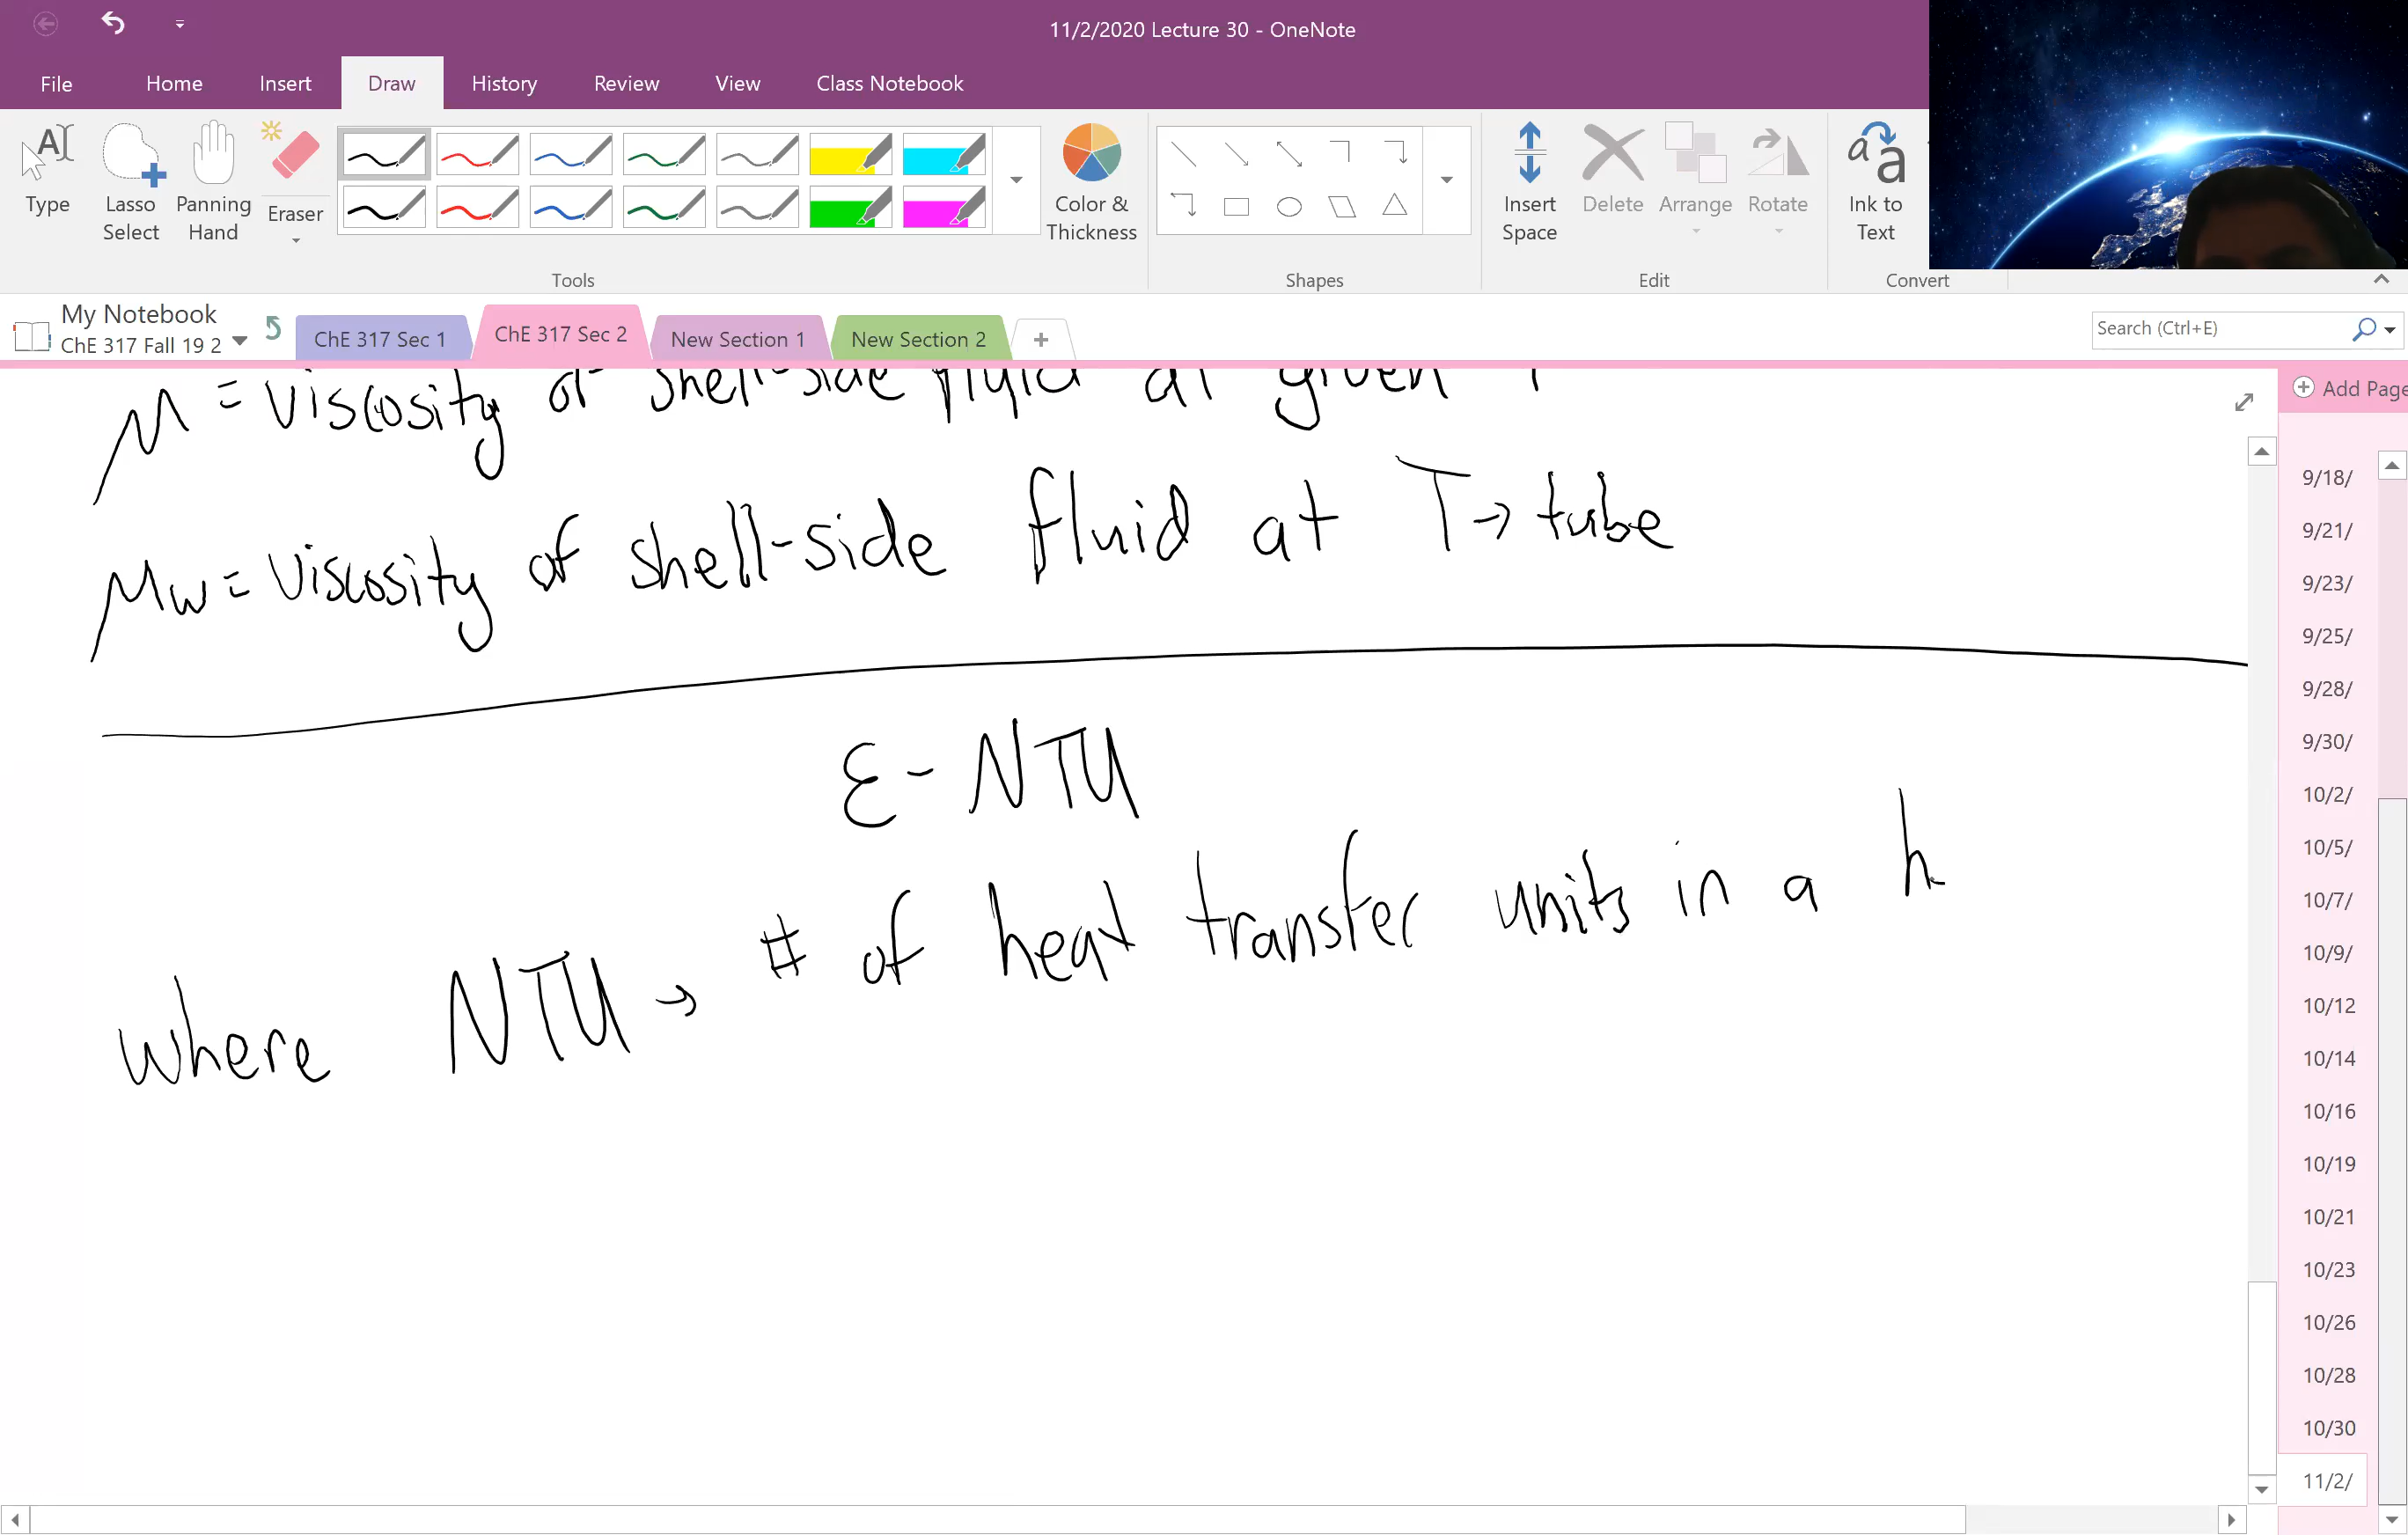 11/2/2020 Lecture 30 - OneNote
File Home Insert Draw History Review View Class Notebook
Type
Lasso Select
Panning Hand
Eraser
Color & Thickness
Insert Space
Delete
Arrange
Rotate
Ink to Text
Tools Shapes Edit Convert
My Notebook
ChE 317 Fall 19 2
ChE 317 Sec 1 ChE 317 Sec 2 New Section 1 New Section 2 +
Search (Ctrl+E)
Add Page
μ = viscosity of shell-side fluid at given T
μw = viscosity of shell-side fluid at T → tube
ε - NTU
where NTU → # of heat transfer units in a h
9/18/
9/21/
9/23/
9/25/
9/28/
9/30/
10/2/
10/5/
10/7/
10/9/
10/12
10/14
10/16
10/19
10/21
10/23
10/26
10/28
10/30
11/2/